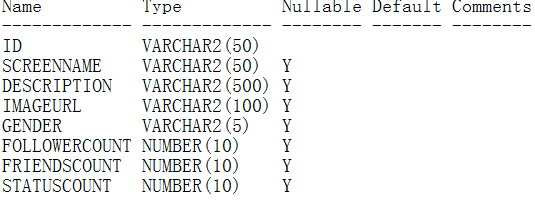 Name          Type          Nullable Default Comments
------------- ------------- -------- ------- --------
ID            VARCHAR2(50)
SCREENNAME    VARCHAR2(50)  Y
DESCRIPTION   VARCHAR2(500) Y
IMAGEURL      VARCHAR2(100) Y
GENDER        VARCHAR2(5)   Y
FOLLOWERCOUNT NUMBER(10)    Y
FRIENDSCOUNT  NUMBER(10)    Y
STATUSCOUNT   NUMBER(10)    Y